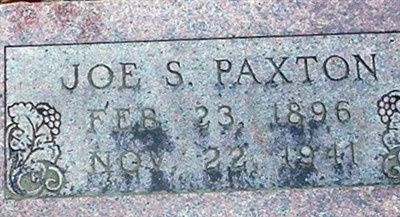 JOE S. PAXTON
FEB. 23, 1896
NOV. 22, 1941